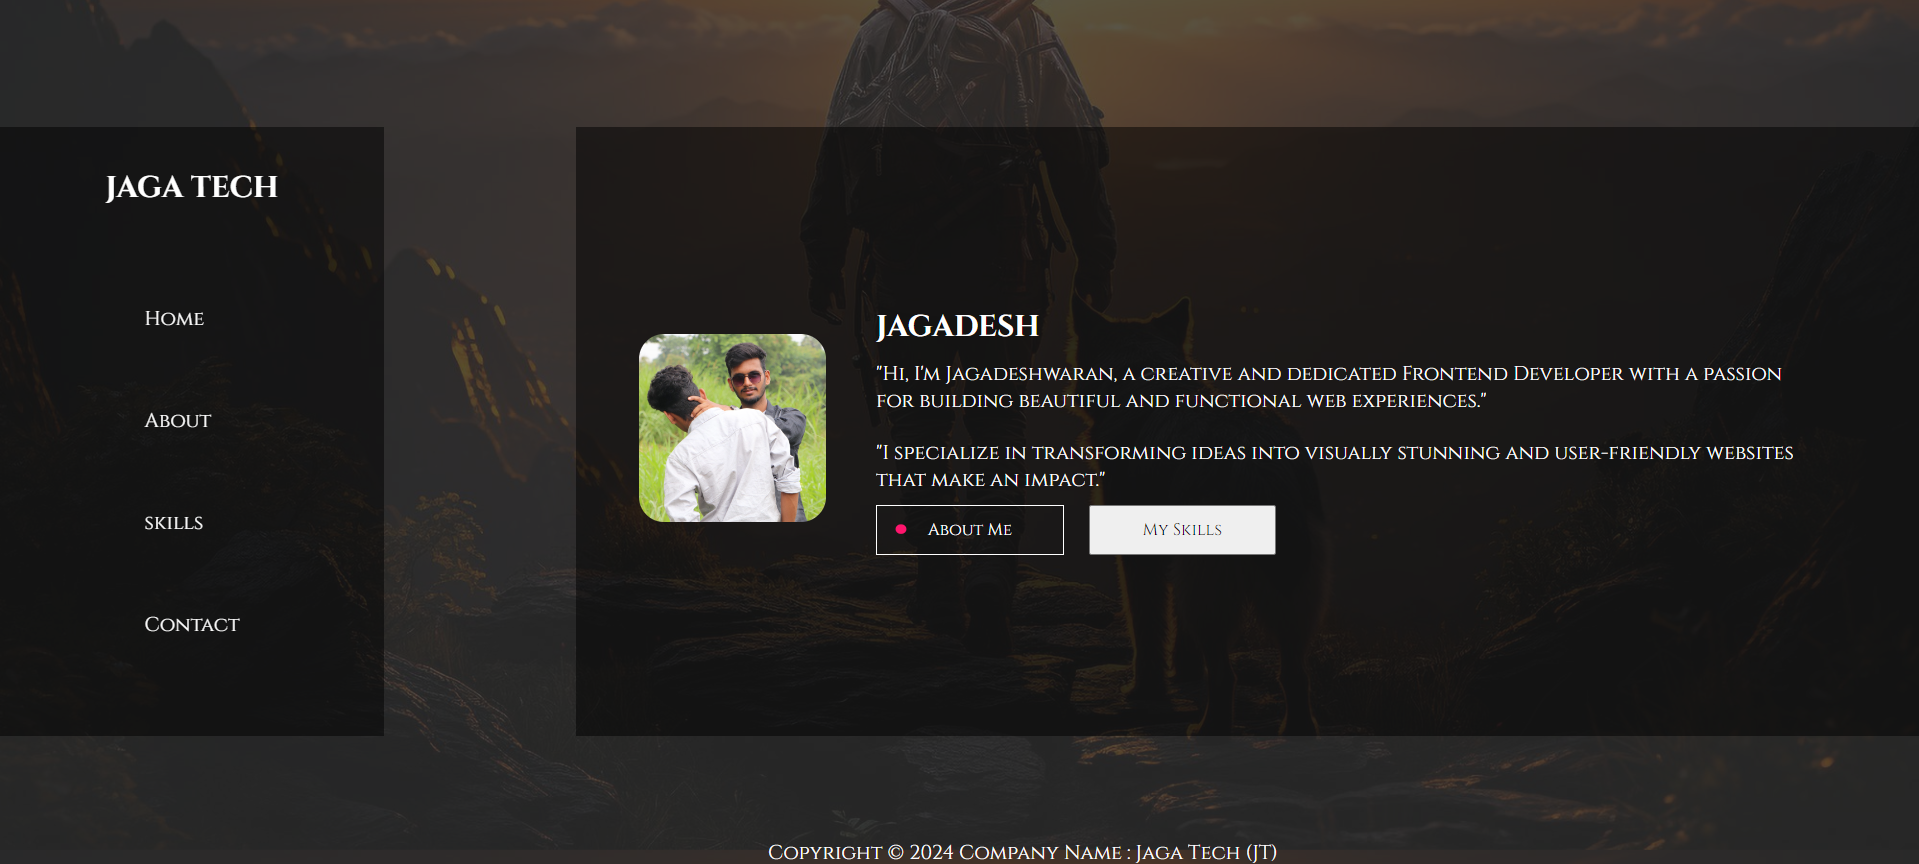 JAGA TECH
Home
About
skills
Contact
JAGADESH
"Hi, I'm Jagadeshwaran, a creative and dedicated Frontend Developer with a passion
for building beautiful and functional web experiences."
"I specialize in transforming ideas into visually stunning and user-friendly websites
that make an impact."
About Me
My Skills
Copyright © 2024 Company Name : Jaga Tech (JT)